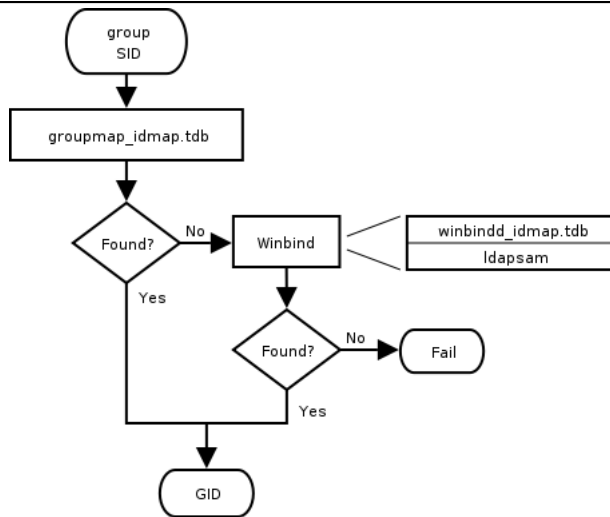 group
SID
groupmap_idmap.tdb
Found?
No
Winbind
winbindd_idmap.tdb
ldapsam
Yes
Found?
No
Fail
Yes
GID